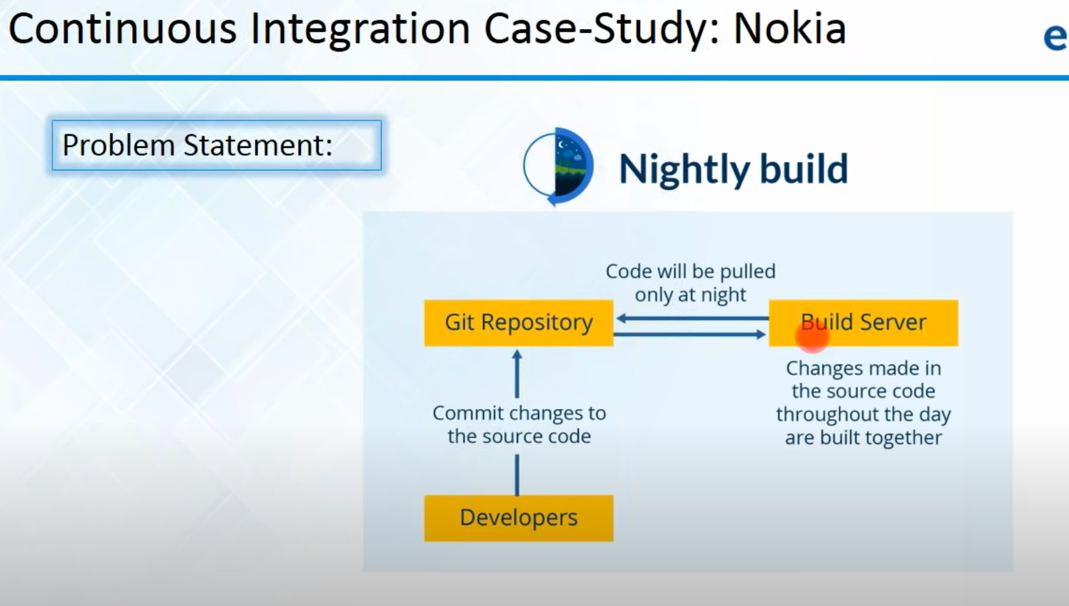 Continuous Integration Case-Study: Nokia
e
Problem Statement:
Nightly build
Code will be pulled
only at night
Git Repository
Build Server
Changes made in
the source code
throughout the day
are built together
Commit changes to
the source code
Developers